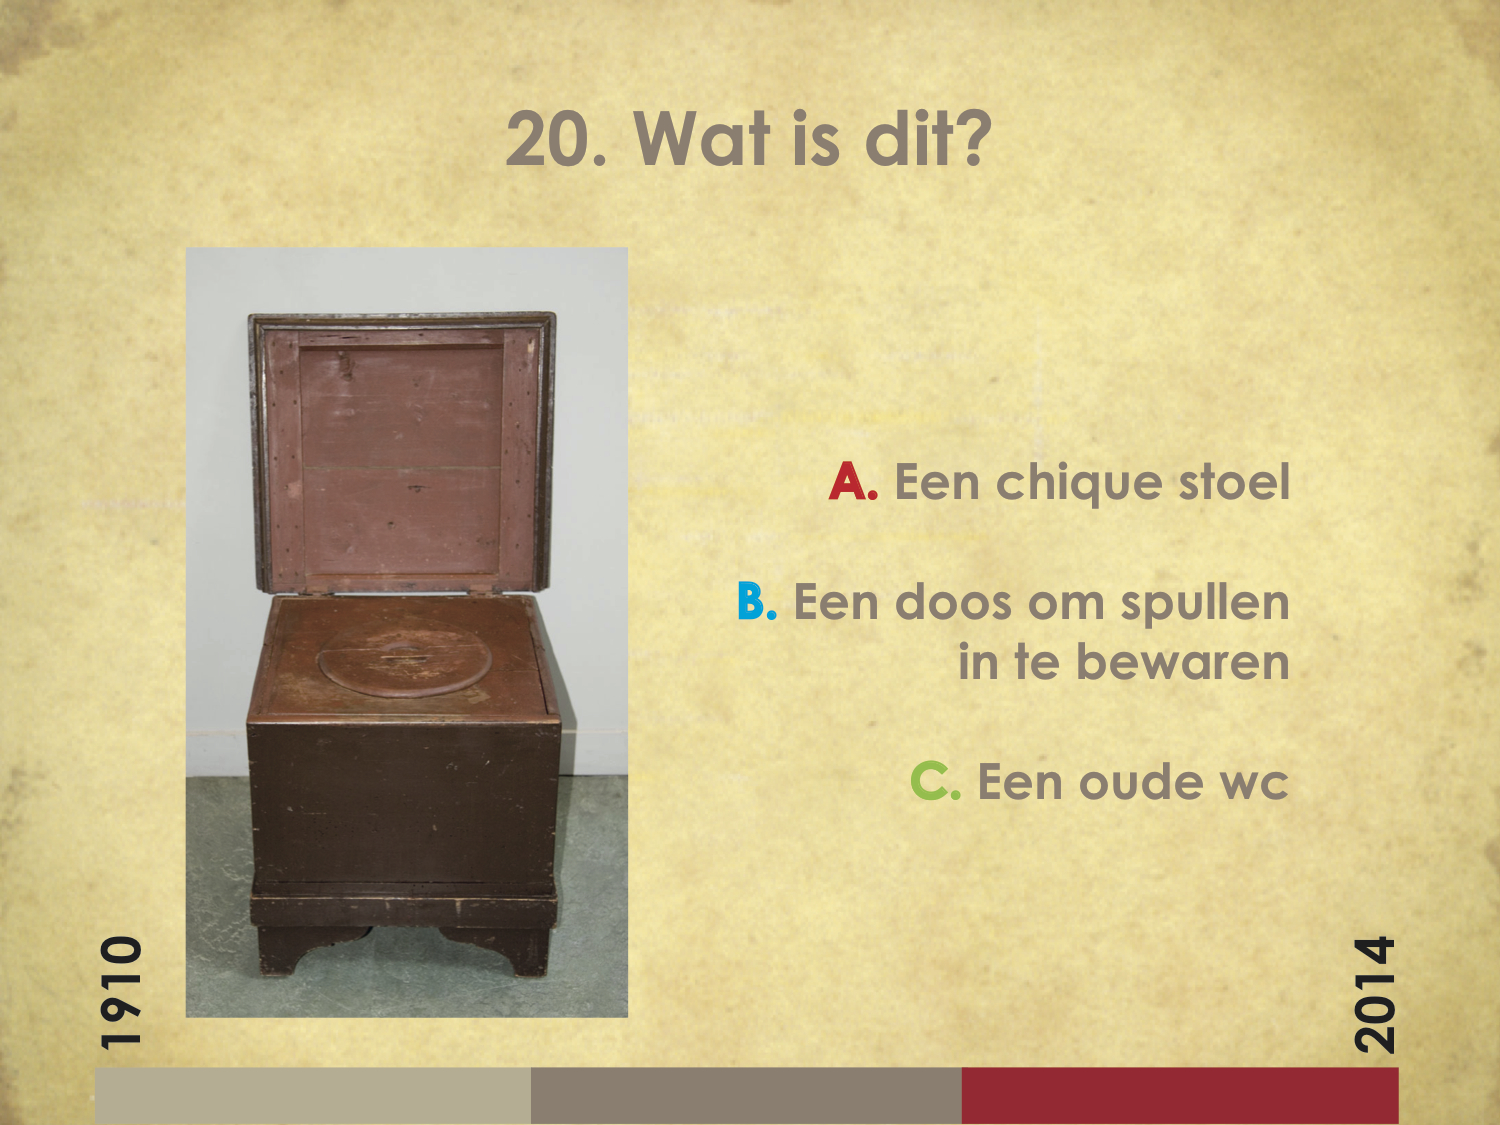 20. Wat is dit?
A. Een chique stoel
B. Een doos om spullen
in te bewaren
C. Een oude wc
1910
2014